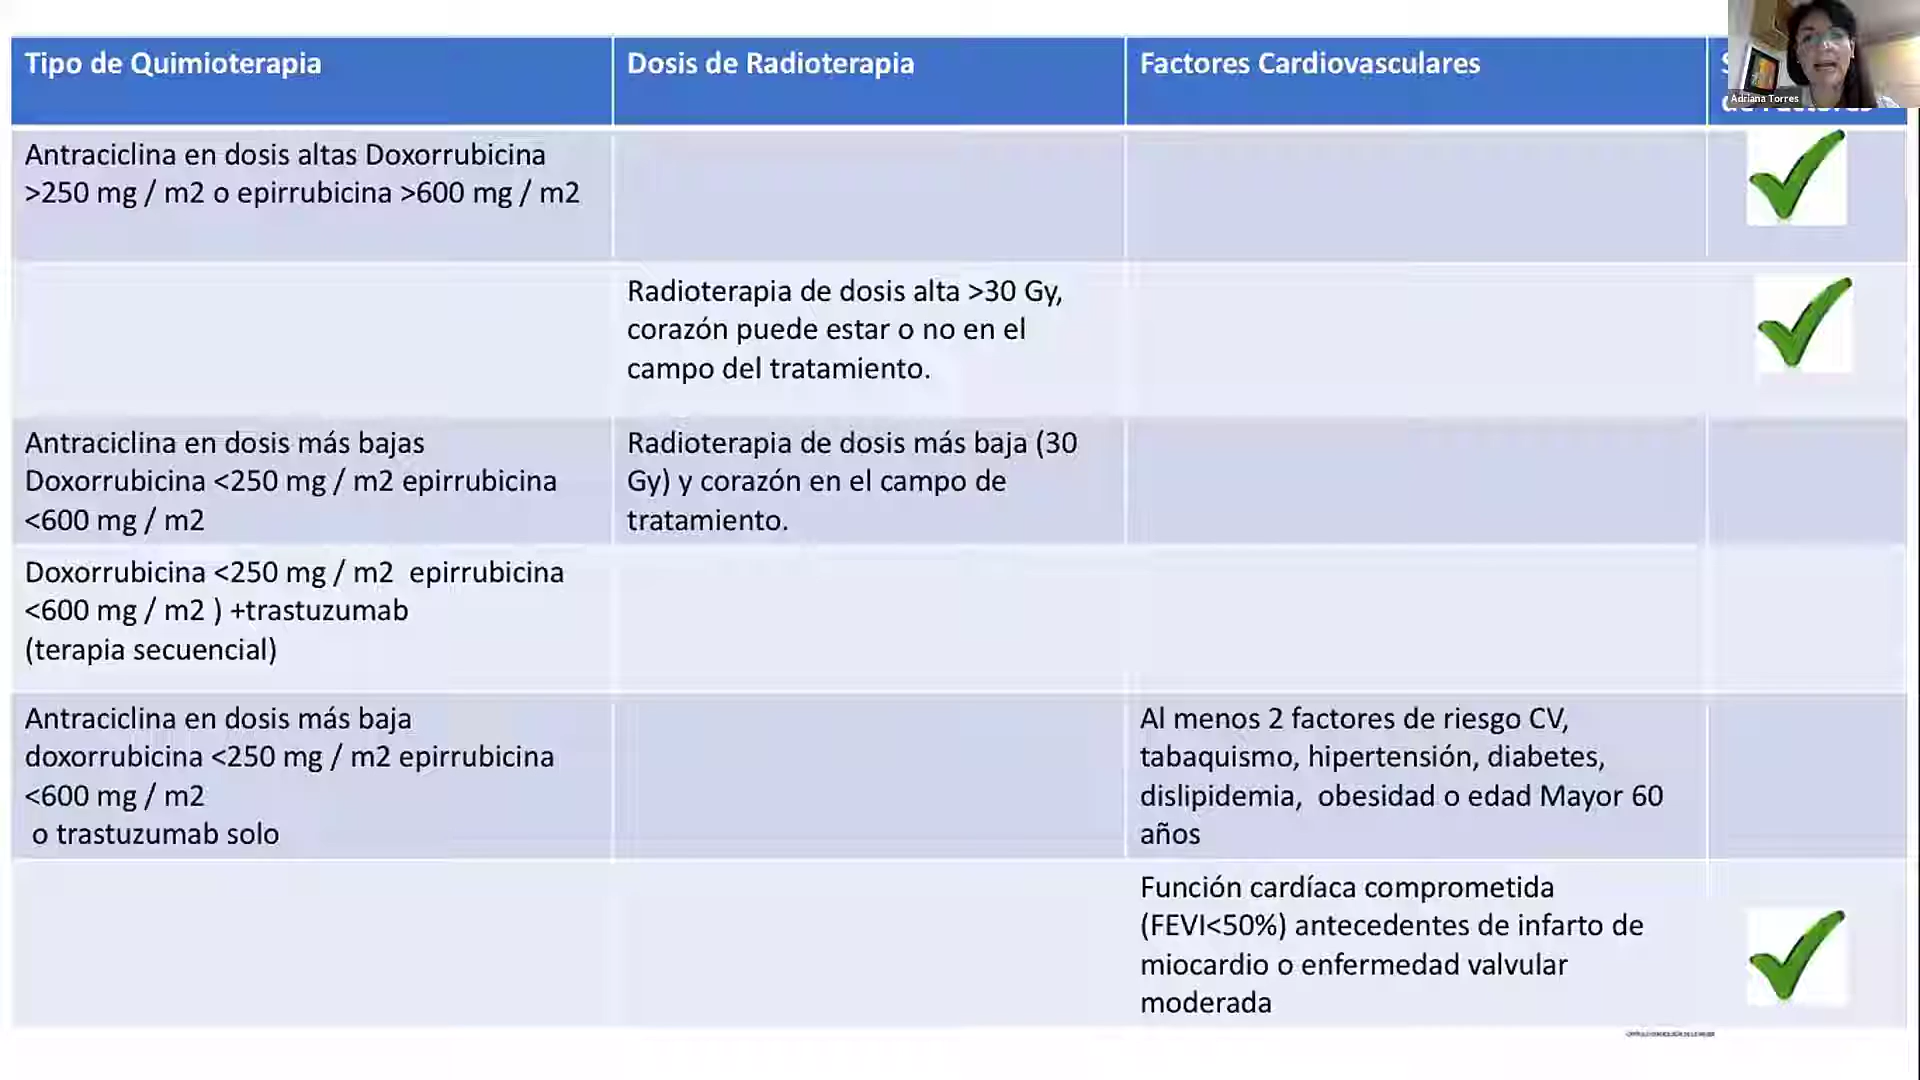 Tipo de Quimioterapia
Dosis de Radioterapia
Factores Cardiovasculares
Adriana Torres
Antraciclina en dosis altas Doxorrubicina
>250 mg / m2 o epirrubicina >600 mg / m2
Radioterapia de dosis alta >30 Gy,
corazón puede estar o no en el
campo del tratamiento.
Antraciclina en dosis más bajas
Doxorrubicina <250 mg / m2 epirrubicina
<600 mg / m2
Radioterapia de dosis más baja (30
Gy) y corazón en el campo de
tratamiento.
Doxorrubicina <250 mg / m2 epirrubicina
<600 mg / m2 ) +trastuzumab
(terapia secuencial)
Antraciclina en dosis más baja
doxorrubicina <250 mg / m2 epirrubicina
<600 mg / m2
o trastuzumab solo
Al menos 2 factores de riesgo CV,
tabaquismo, hipertensión, diabetes,
dislipidemia, obesidad o edad Mayor 60
años
Función cardíaca comprometida
(FEVI<50%) antecedentes de infarto de
miocardio o enfermedad valvular
moderada